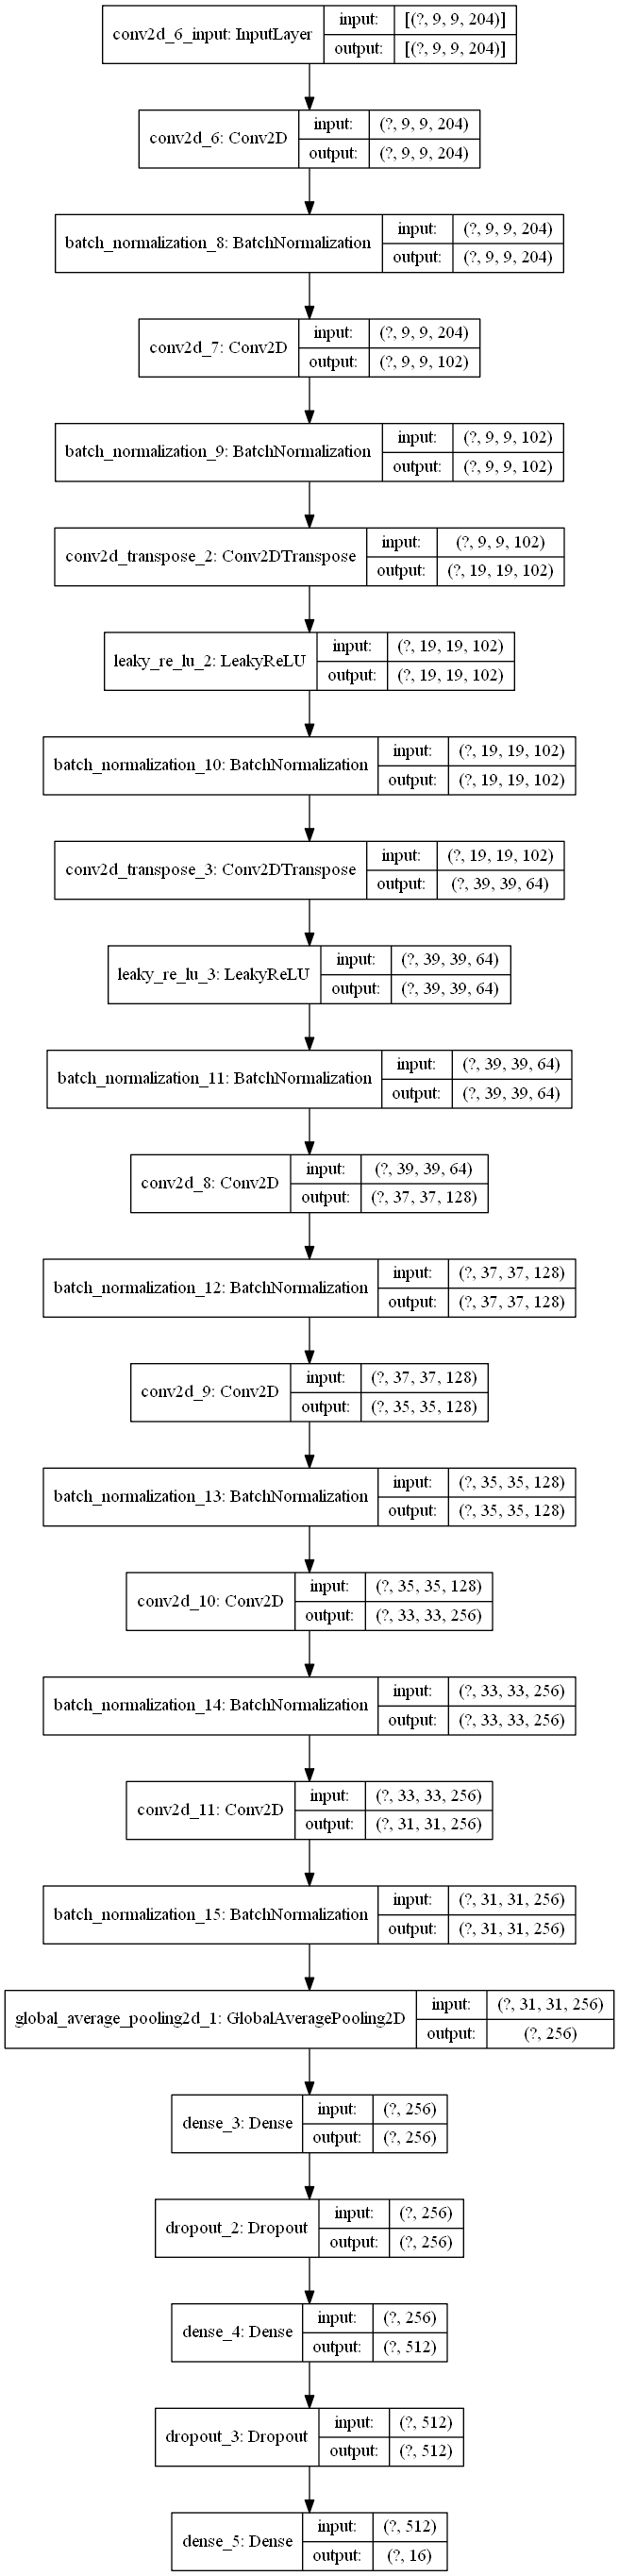 conv2d_6_input: InputLayer input: [(?, 9, 9, 204)]
output: [(?, 9, 9, 204)]
conv2d_6: Conv2D input: (?, 9, 9, 204)
output: (?, 9, 9, 204)
batch_normalization_8: BatchNormalization input: (?, 9, 9, 204)
output: (?, 9, 9, 204)
conv2d_7: Conv2D input: (?, 9, 9, 204)
output: (?, 9, 9, 102)
batch_normalization_9: BatchNormalization input: (?, 9, 9, 102)
output: (?, 9, 9, 102)
conv2d_transpose_2: Conv2DTranspose input: (?, 9, 9, 102)
output: (?, 19, 19, 102)
leaky_re_lu_2: LeakyReLU input: (?, 19, 19, 102)
output: (?, 19, 19, 102)
batch_normalization_10: BatchNormalization input: (?, 19, 19, 102)
output: (?, 19, 19, 102)
conv2d_transpose_3: Conv2DTranspose input: (?, 19, 19, 102)
output: (?, 39, 39, 64)
leaky_re_lu_3: LeakyReLU input: (?, 39, 39, 64)
output: (?, 39, 39, 64)
batch_normalization_11: BatchNormalization input: (?, 39, 39, 64)
output: (?, 39, 39, 64)
conv2d_8: Conv2D input: (?, 39, 39, 64)
output: (?, 37, 37, 128)
batch_normalization_12: BatchNormalization input: (?, 37, 37, 128)
output: (?, 37, 37, 128)
conv2d_9: Conv2D input: (?, 37, 37, 128)
output: (?, 35, 35, 128)
batch_normalization_13: BatchNormalization input: (?, 35, 35, 128)
output: (?, 35, 35, 128)
conv2d_10: Conv2D input: (?, 35, 35, 128)
output: (?, 33, 33, 256)
batch_normalization_14: BatchNormalization input: (?, 33, 33, 256)
output: (?, 33, 33, 256)
conv2d_11: Conv2D input: (?, 33, 33, 256)
output: (?, 31, 31, 256)
batch_normalization_15: BatchNormalization input: (?, 31, 31, 256)
output: (?, 31, 31, 256)
global_average_pooling2d_1: GlobalAveragePooling2D input: (?, 31, 31, 256)
output: (?, 256)
dense_3: Dense input: (?, 256)
output: (?, 256)
dropout_2: Dropout input: (?, 256)
output: (?, 256)
dense_4: Dense input: (?, 256)
output: (?, 512)
dropout_3: Dropout input: (?, 512)
output: (?, 512)
dense_5: Dense input: (?, 512)
output: (?, 16)